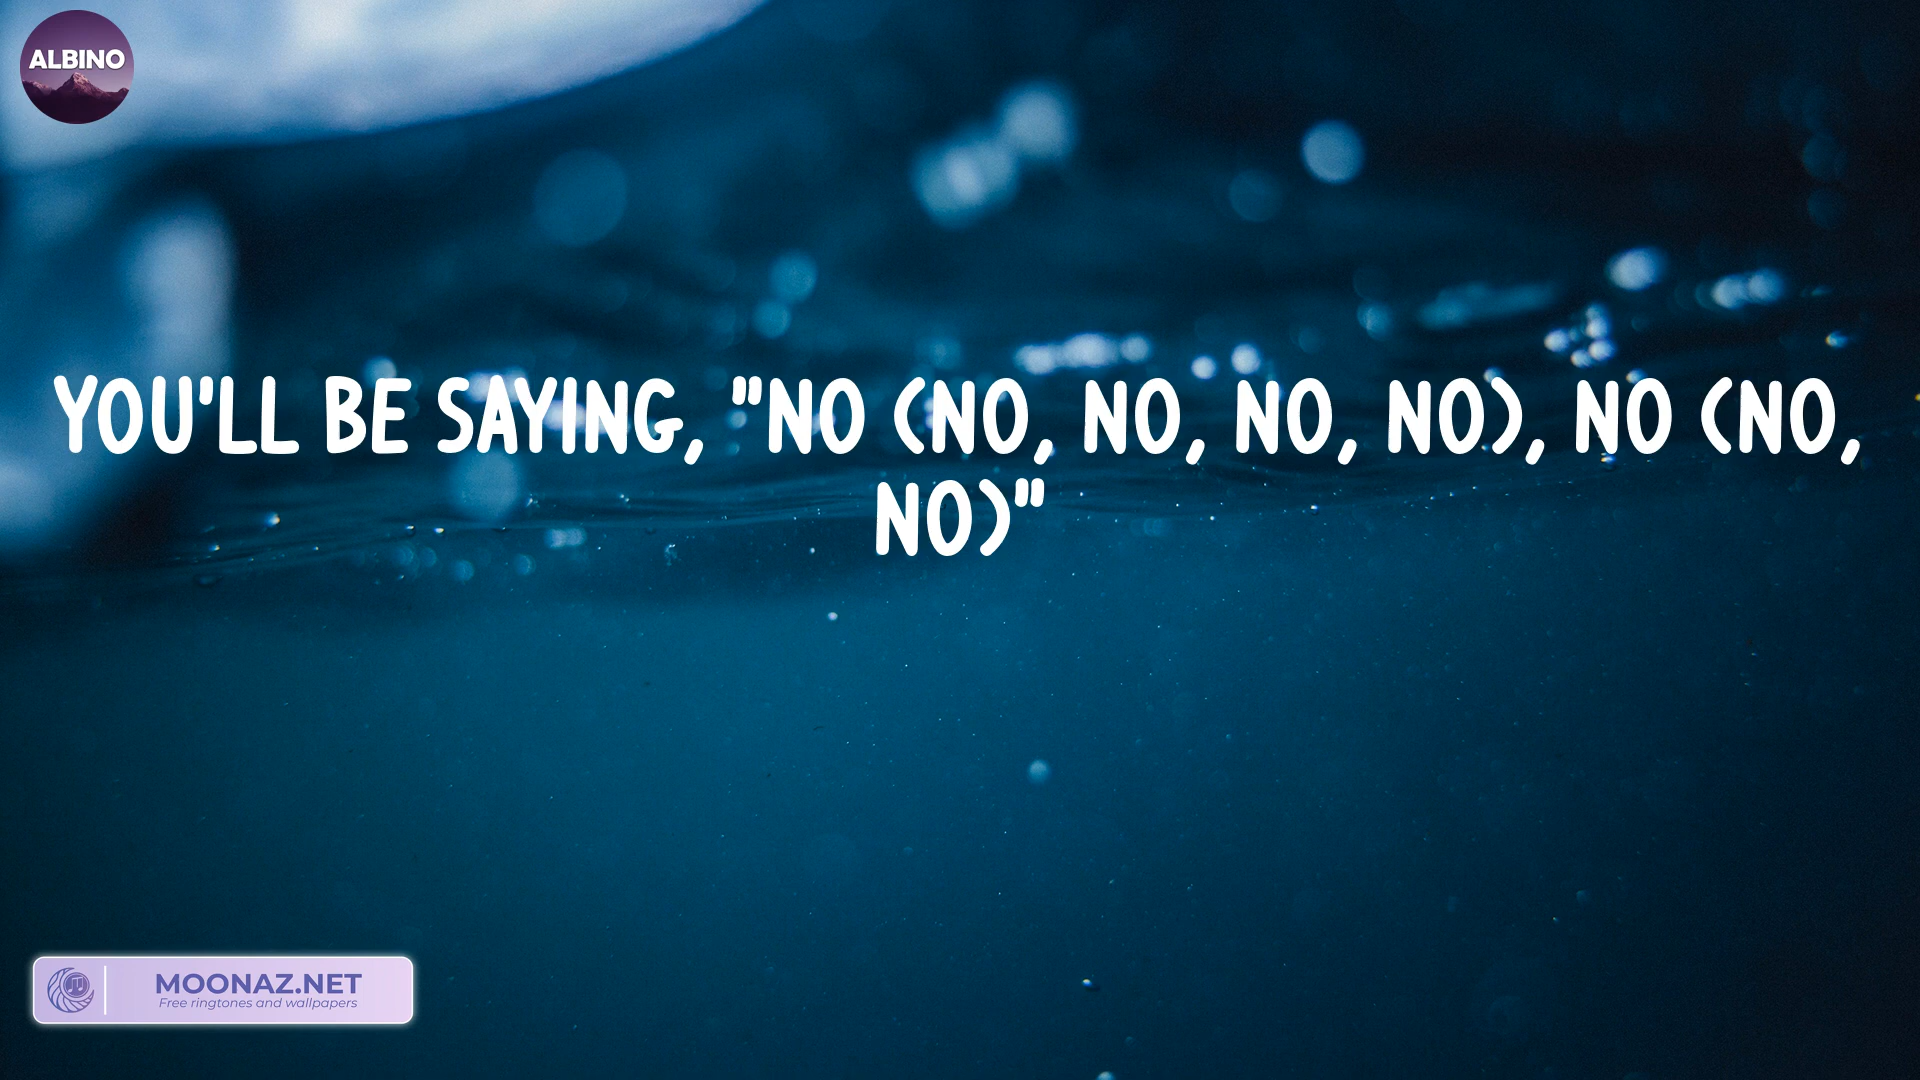 ALBINO
YOU'LL BE SAYING, "NO (NO, NO, NO, NO), NO (NO,
NO)"
MOONAZ.NET
Free ringtones and wallpapers